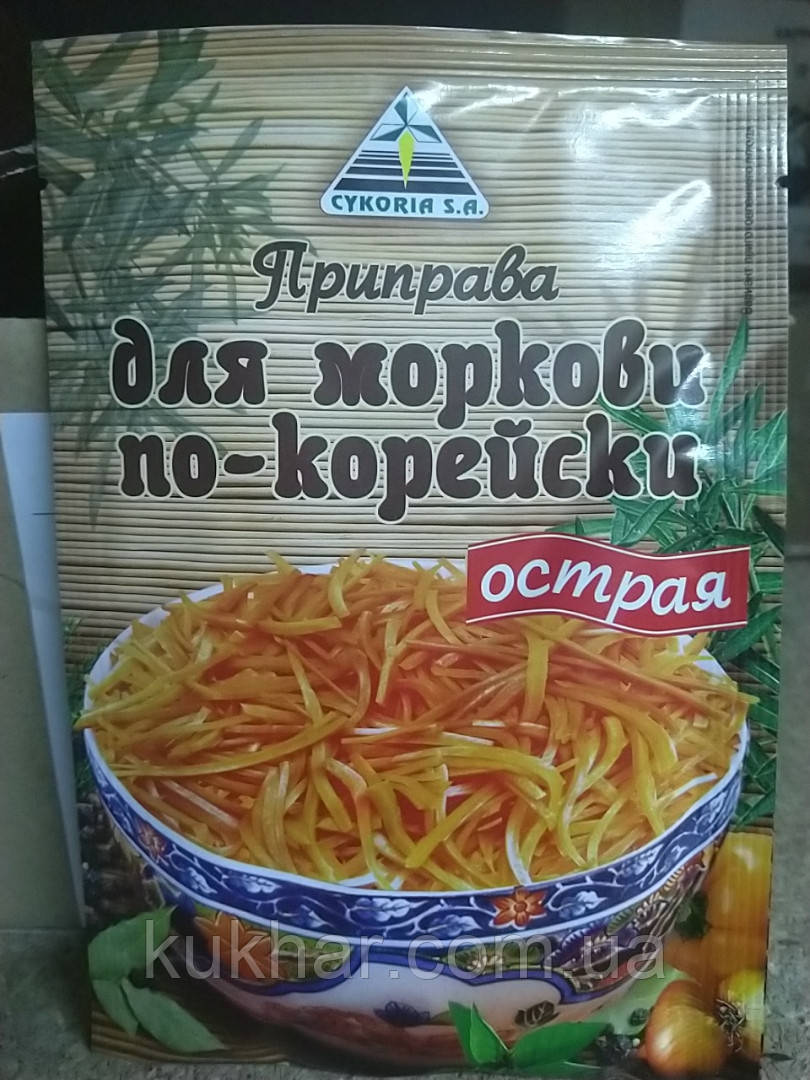 CYKORIA S.A.
Приправа
для моркови
по-корейски
острая
kukhar.com.ua